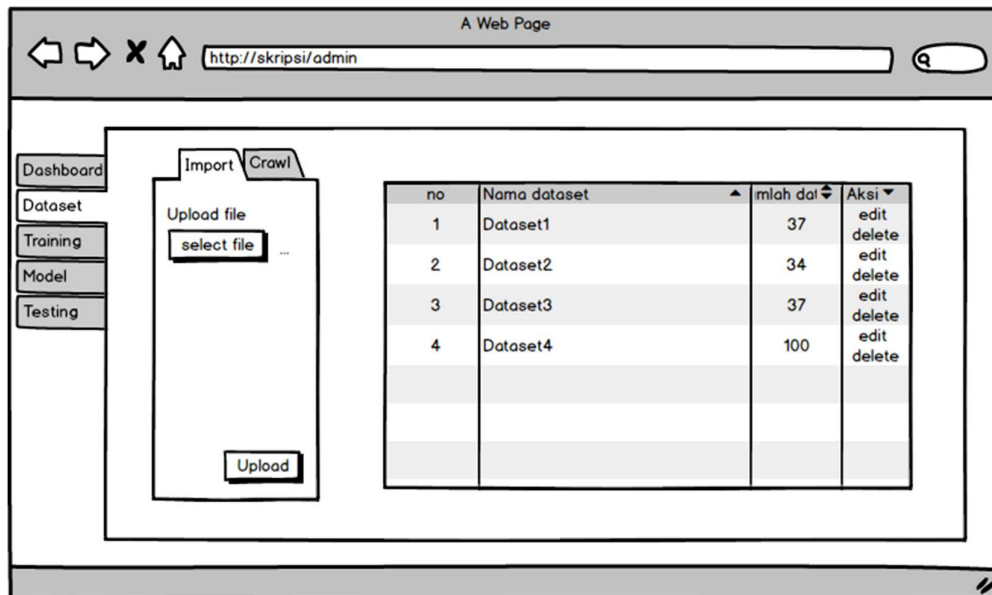 A Web Page
http://skripsi/admin
Dashboard
Dataset
Training
Model
Testing
Import Crawl
Upload file
select file ...
Upload
no Nama dataset mlah dat Aksi
1 Dataset1 37 edit delete
2 Dataset2 34 edit delete
3 Dataset3 37 edit delete
4 Dataset4 100 edit delete